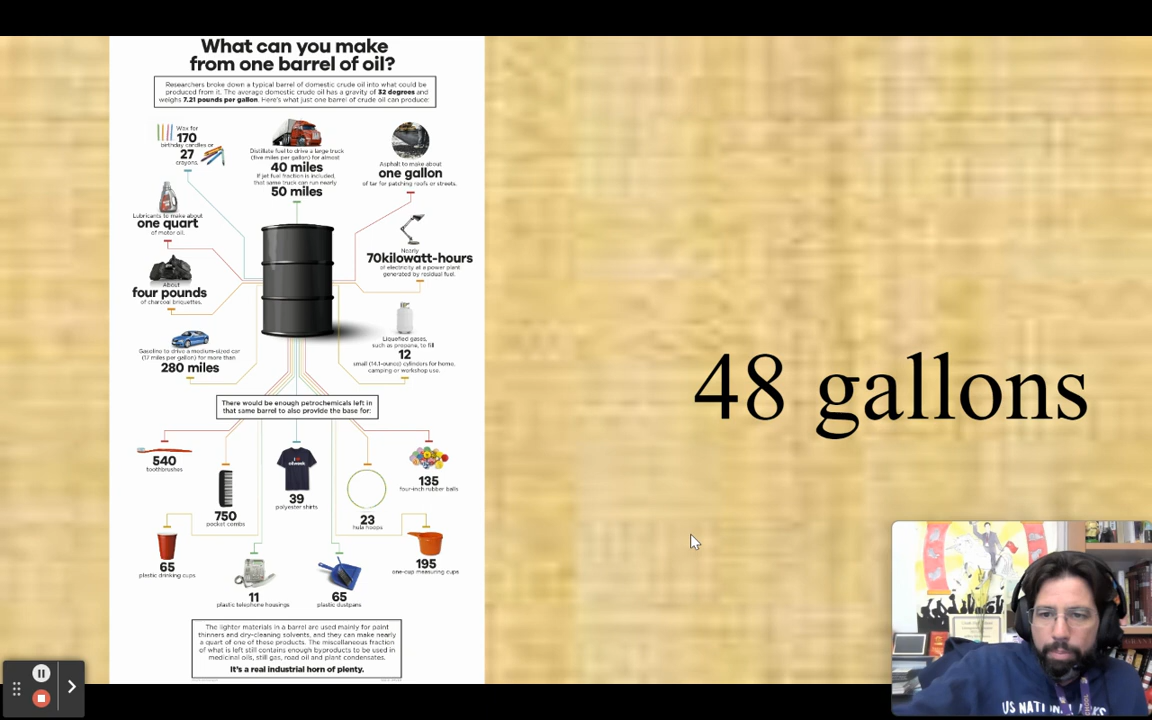 What can you make
from one barrel of oil?
Researchers broke down a typical barrel of domestic crude oil into what could be
produced from it. The average domestic crude oil has a gravity of 32 degrees and
weighs 7.21 pounds per gallon. Here's what just one barrel of crude oil can produce:
Wax for
170
birthday candles or
27
crayons.
Distillate fuel to drive a large truck
(five miles per gallon) for almost
40 miles
If jet fuel fraction is included,
that same truck can run nearly
50 miles
Asphalt to make about
one gallon
of tar for patching roofs or streets.
Lubricants to make about
one quart
of motor oil.
Nearly
70kilowatt-hours
of electricity at a power plant
generated by residual fuel.
About
four pounds
of charcoal briquettes.
Gasoline to drive a medium-sized car
(17 miles per gallon) for more than
280 miles
Liquefied gases,
such as propane, to fill
12
small (14.1-ounce) cylinders for home,
camping or workshop use.
48 gallons
There would be enough petrochemicals left in
that same barrel to also provide the base for:
540
toothbrushes
750
pocket combs
39
polyester shirts
23
hula hoops
135
four-inch rubber balls
65
plastic drinking cups
11
plastic telephone housings
65
plastic dustpans
195
one-cup measuring cups
The lighter materials in a barrel are used mainly for paint
thinners and dry-cleaning solvents, and they can make nearly
a quart of one of these products. The miscellaneous fraction
of what is left still contains enough byproducts to be used in
medicinal oils, still gas, road oil and plant condensates.
It's a real industrial horn of plenty.
US NATI